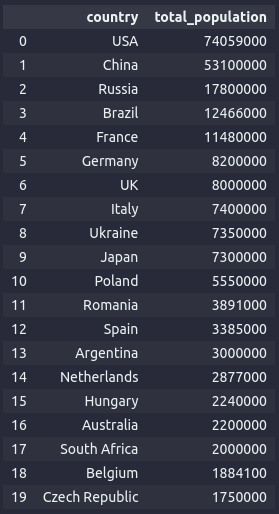 country total_population
0 USA 74059000
1 China 53100000
2 Russia 17800000
3 Brazil 12466000
4 France 11480000
5 Germany 8200000
6 UK 8000000
7 Italy 7400000
8 Ukraine 7350000
9 Japan 7300000
10 Poland 5550000
11 Romania 3891000
12 Spain 3385000
13 Argentina 3000000
14 Netherlands 2877000
15 Hungary 2240000
16 Australia 2200000
17 South Africa 2000000
18 Belgium 1884100
19 Czech Republic 1750000